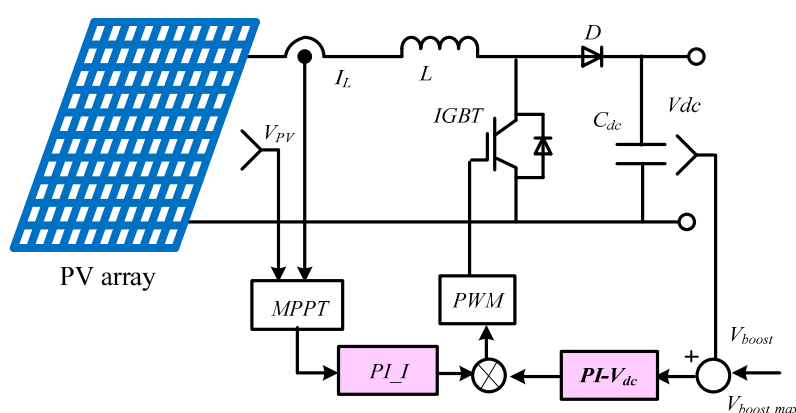 D
I_L
L
Vdc
IGBT
C_dc
V_PV
PV array
MPPT
PWM
V_boost
+
PI_I
PI-V_dc
V_boost max